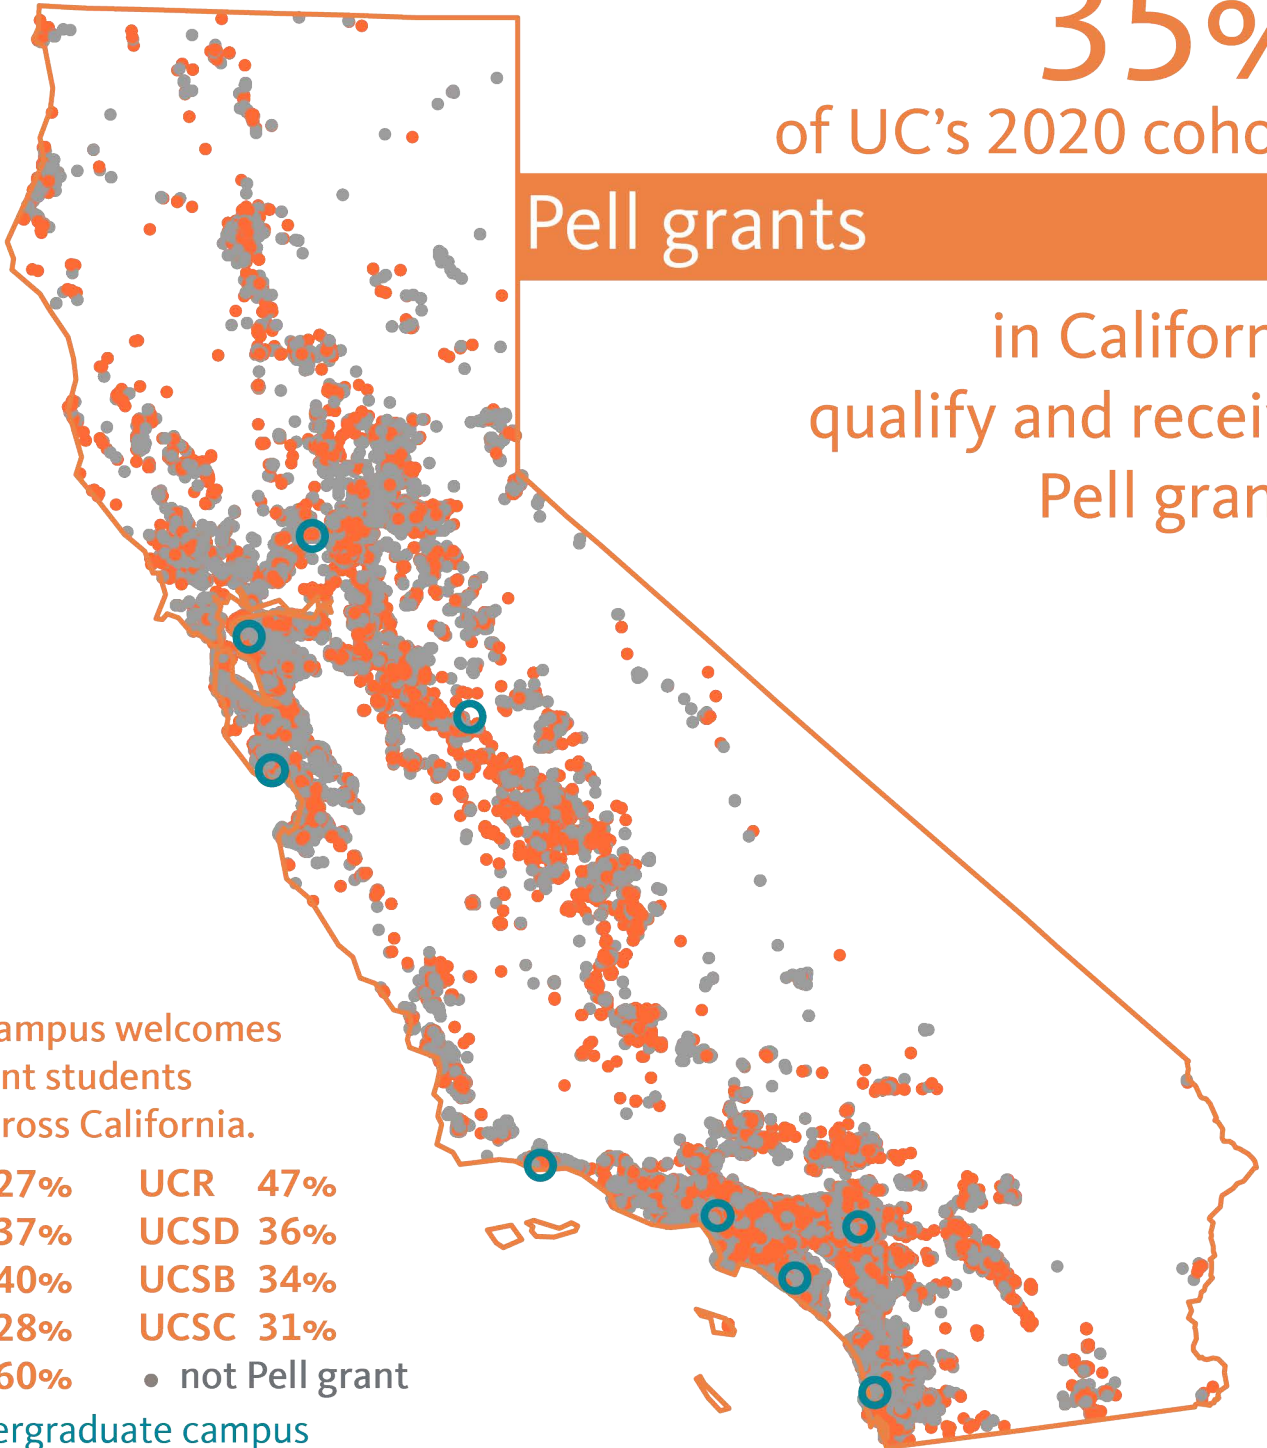 35%
of UC's 2020 coho
Pell grants
in Californ
qualify and recei
Pell gran
ampus welcomes
nt students
ross California.
27% UCR 47%
37% UCSD 36%
40% UCSB 34%
28% UCSC 31%
60% • not Pell grant
ergraduate campus